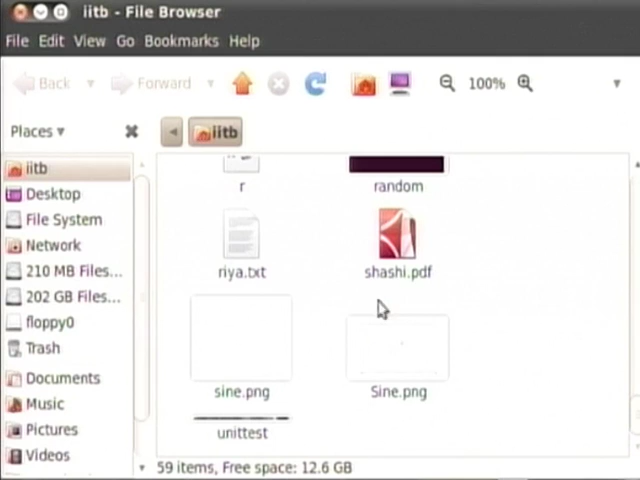 iitb - File Browser
File Edit View Go Bookmarks Help
Back Forward 100%
Places iitb
iitb
Desktop
File System
Network
210 MB Files...
202 GB Files...
floppy0
Trash
Documents
Music
Pictures
Videos
r random
riya.txt shashi.pdf
sine.png Sine.png
unittest
59 items, Free space: 12.6 GB